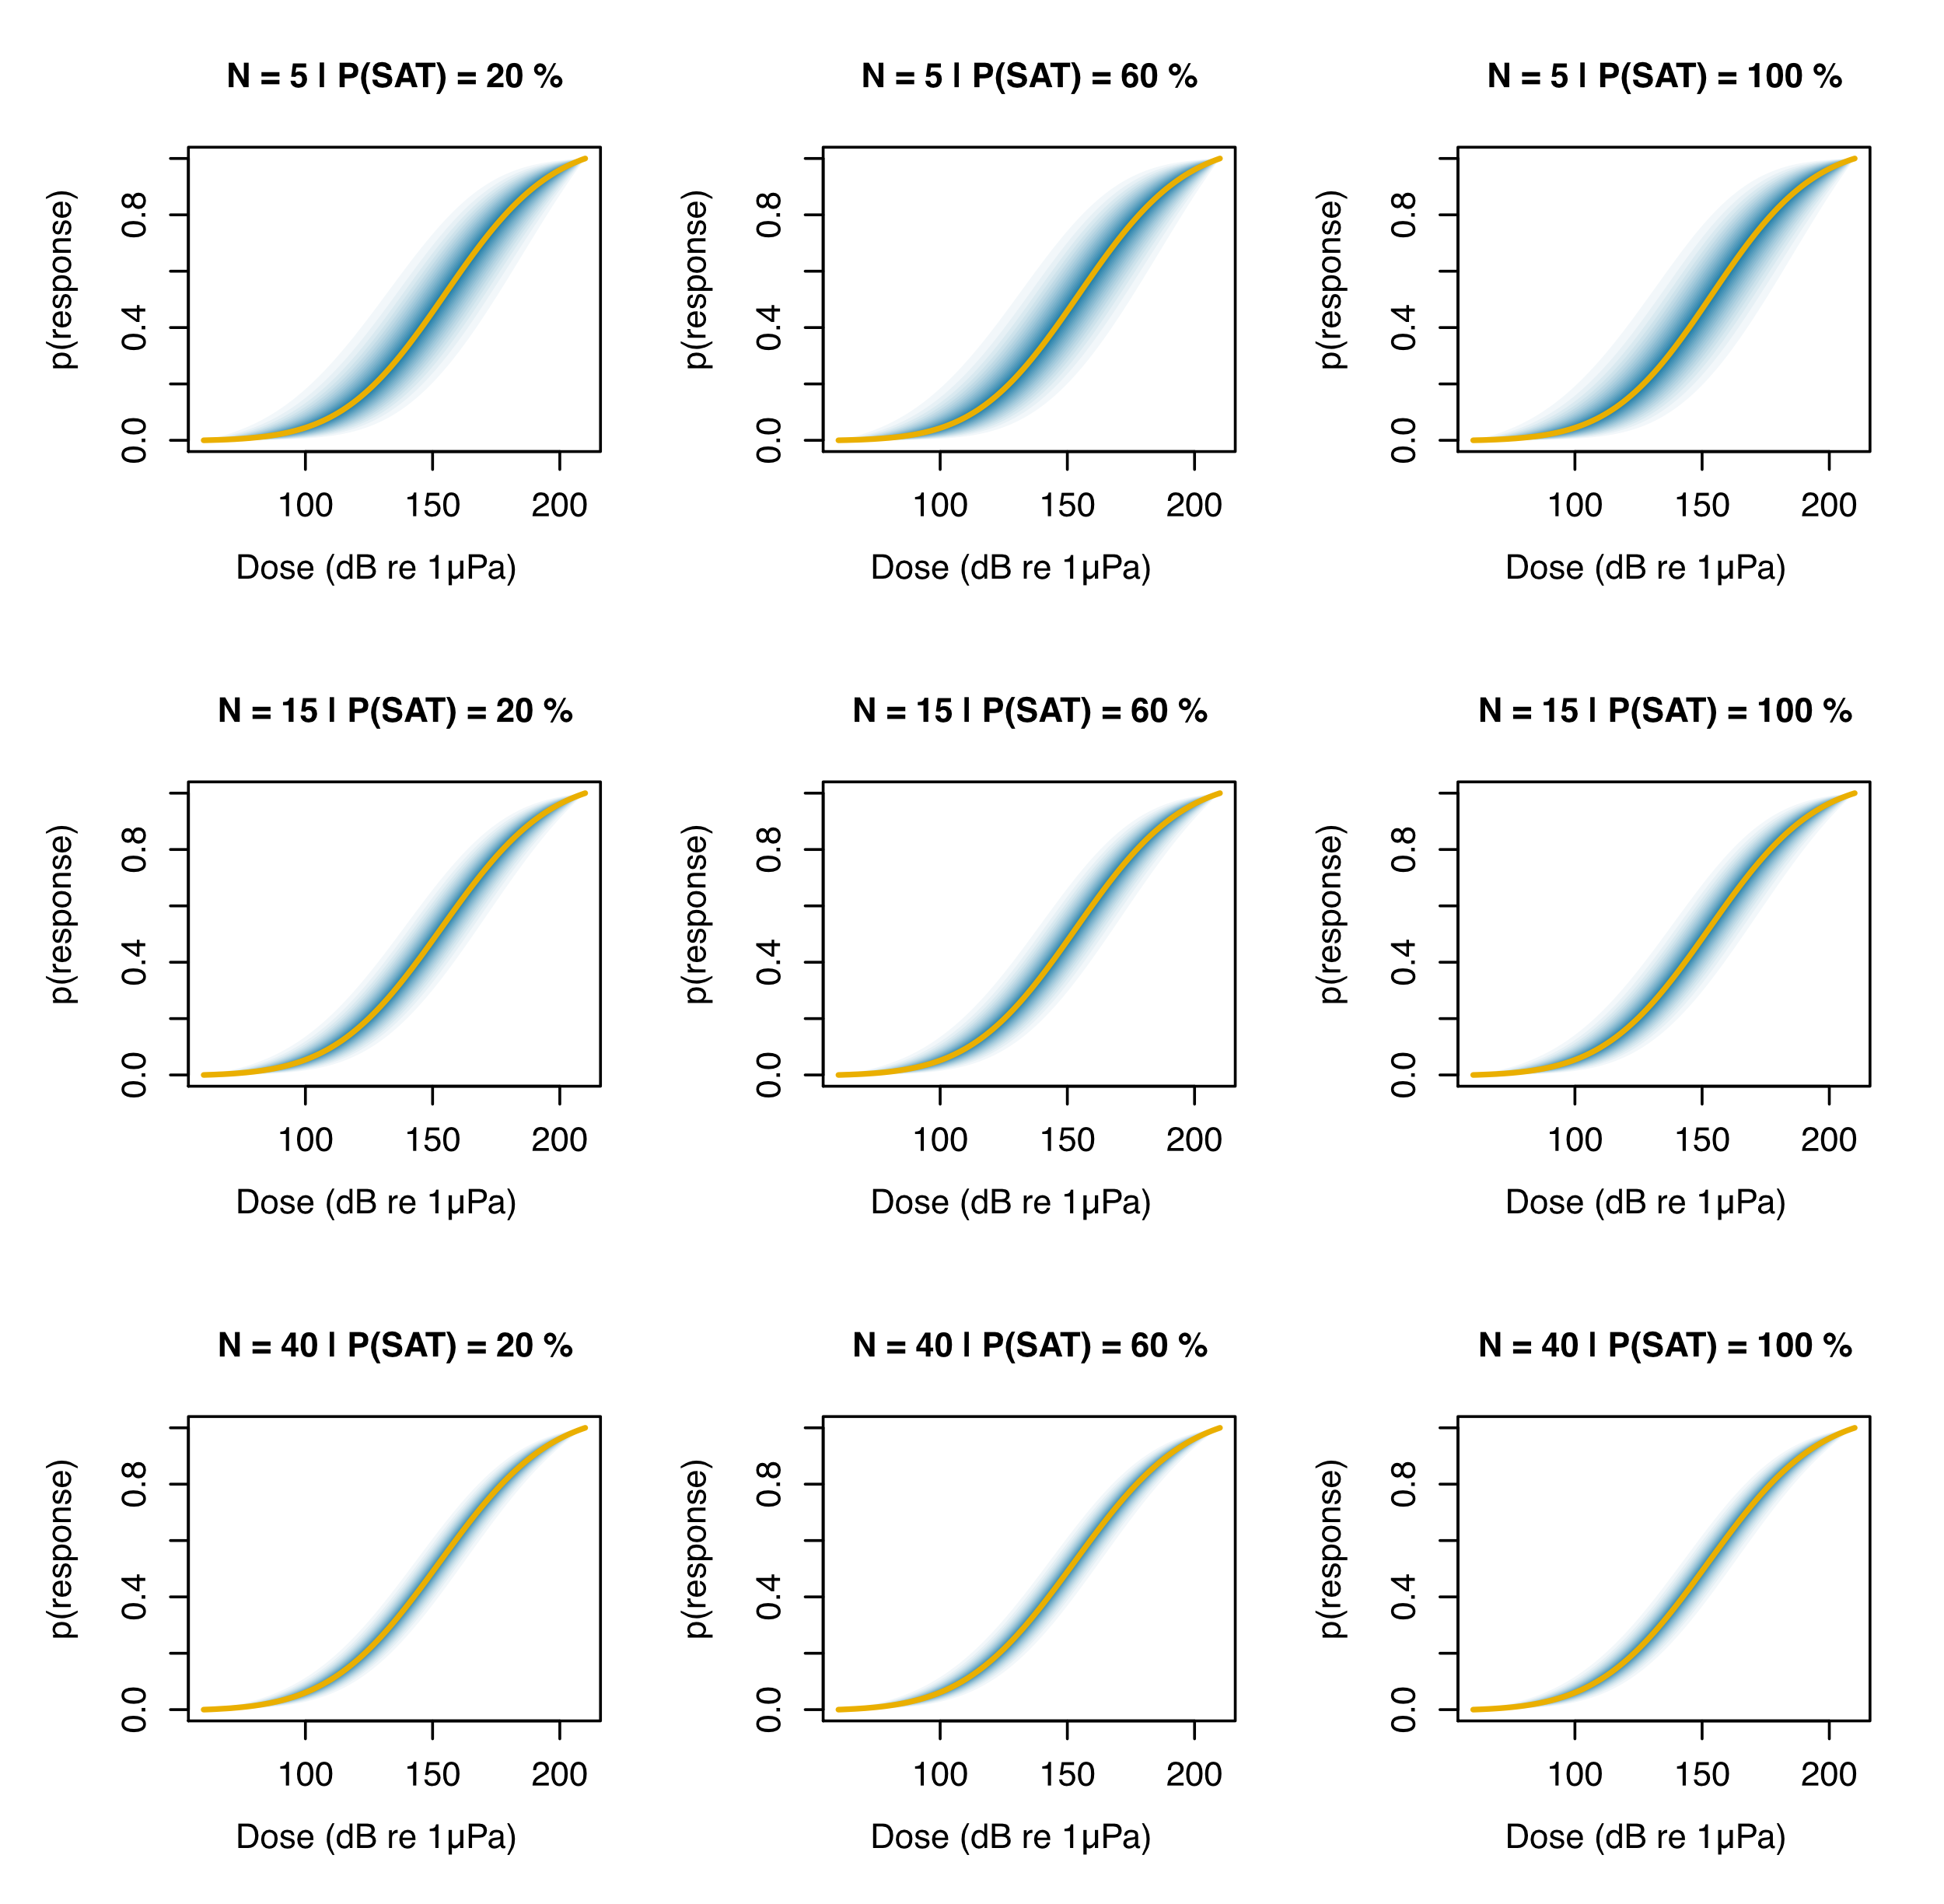 N = 5 | P(SAT) = 20 %
p(response)
0.8
0.4
0.0
100 150 200
Dose (dB re 1µPa)
N = 5 | P(SAT) = 60 %
p(response)
0.8
0.4
0.0
100 150 200
Dose (dB re 1µPa)
N = 5 | P(SAT) = 100 %
p(response)
0.8
0.4
0.0
100 150 200
Dose (dB re 1µPa)
N = 15 | P(SAT) = 20 %
p(response)
0.8
0.4
0.0
100 150 200
Dose (dB re 1µPa)
N = 15 | P(SAT) = 60 %
p(response)
0.8
0.4
0.0
100 150 200
Dose (dB re 1µPa)
N = 15 | P(SAT) = 100 %
p(response)
0.8
0.4
0.0
100 150 200
Dose (dB re 1µPa)
N = 40 | P(SAT) = 20 %
p(response)
0.8
0.4
0.0
100 150 200
Dose (dB re 1µPa)
N = 40 | P(SAT) = 60 %
p(response)
0.8
0.4
0.0
100 150 200
Dose (dB re 1µPa)
N = 40 | P(SAT) = 100 %
p(response)
0.8
0.4
0.0
100 150 200
Dose (dB re 1µPa)